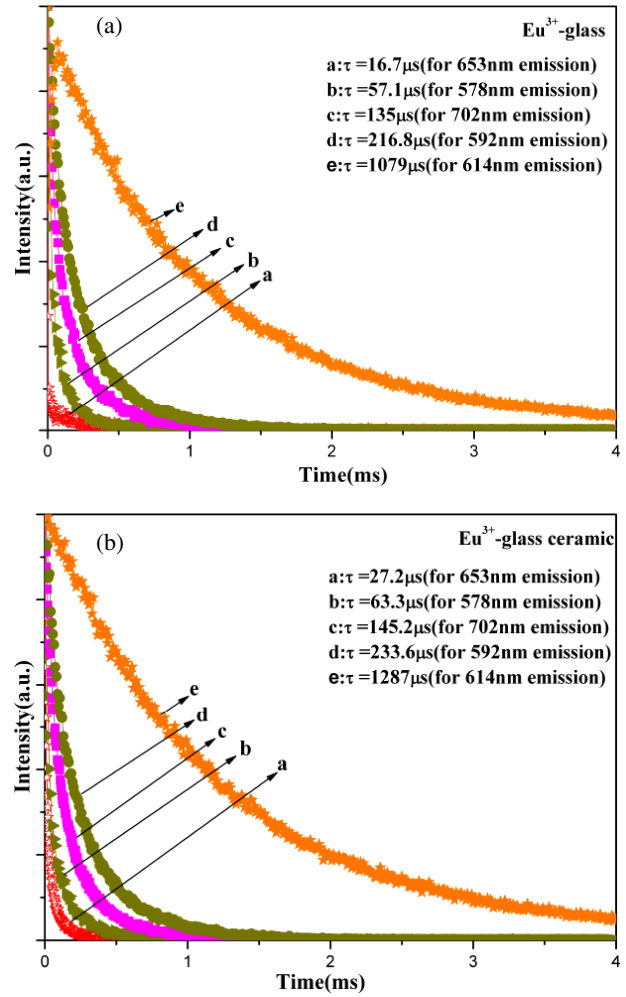 (a)
Eu³⁺-glass
a:τ =16.7μs(for 653nm emission)
b:τ =57.1μs(for 578nm emission)
c:τ =135μs(for 702nm emission)
d:τ =216.8μs(for 592nm emission)
e:τ =1079μs(for 614nm emission)
e
d
c
b
a
Intensity(a.u.)
0 1 2 3 4
Time(ms)
(b)
Eu³⁺-glass ceramic
a:τ =27.2μs(for 653nm emission)
b:τ =63.3μs(for 578nm emission)
c:τ =145.2μs(for 702nm emission)
d:τ =233.6μs(for 592nm emission)
e:τ =1287μs(for 614nm emission)
e
d
c
b
a
Intensity(a.u.)
0 1 2 3 4
Time(ms)